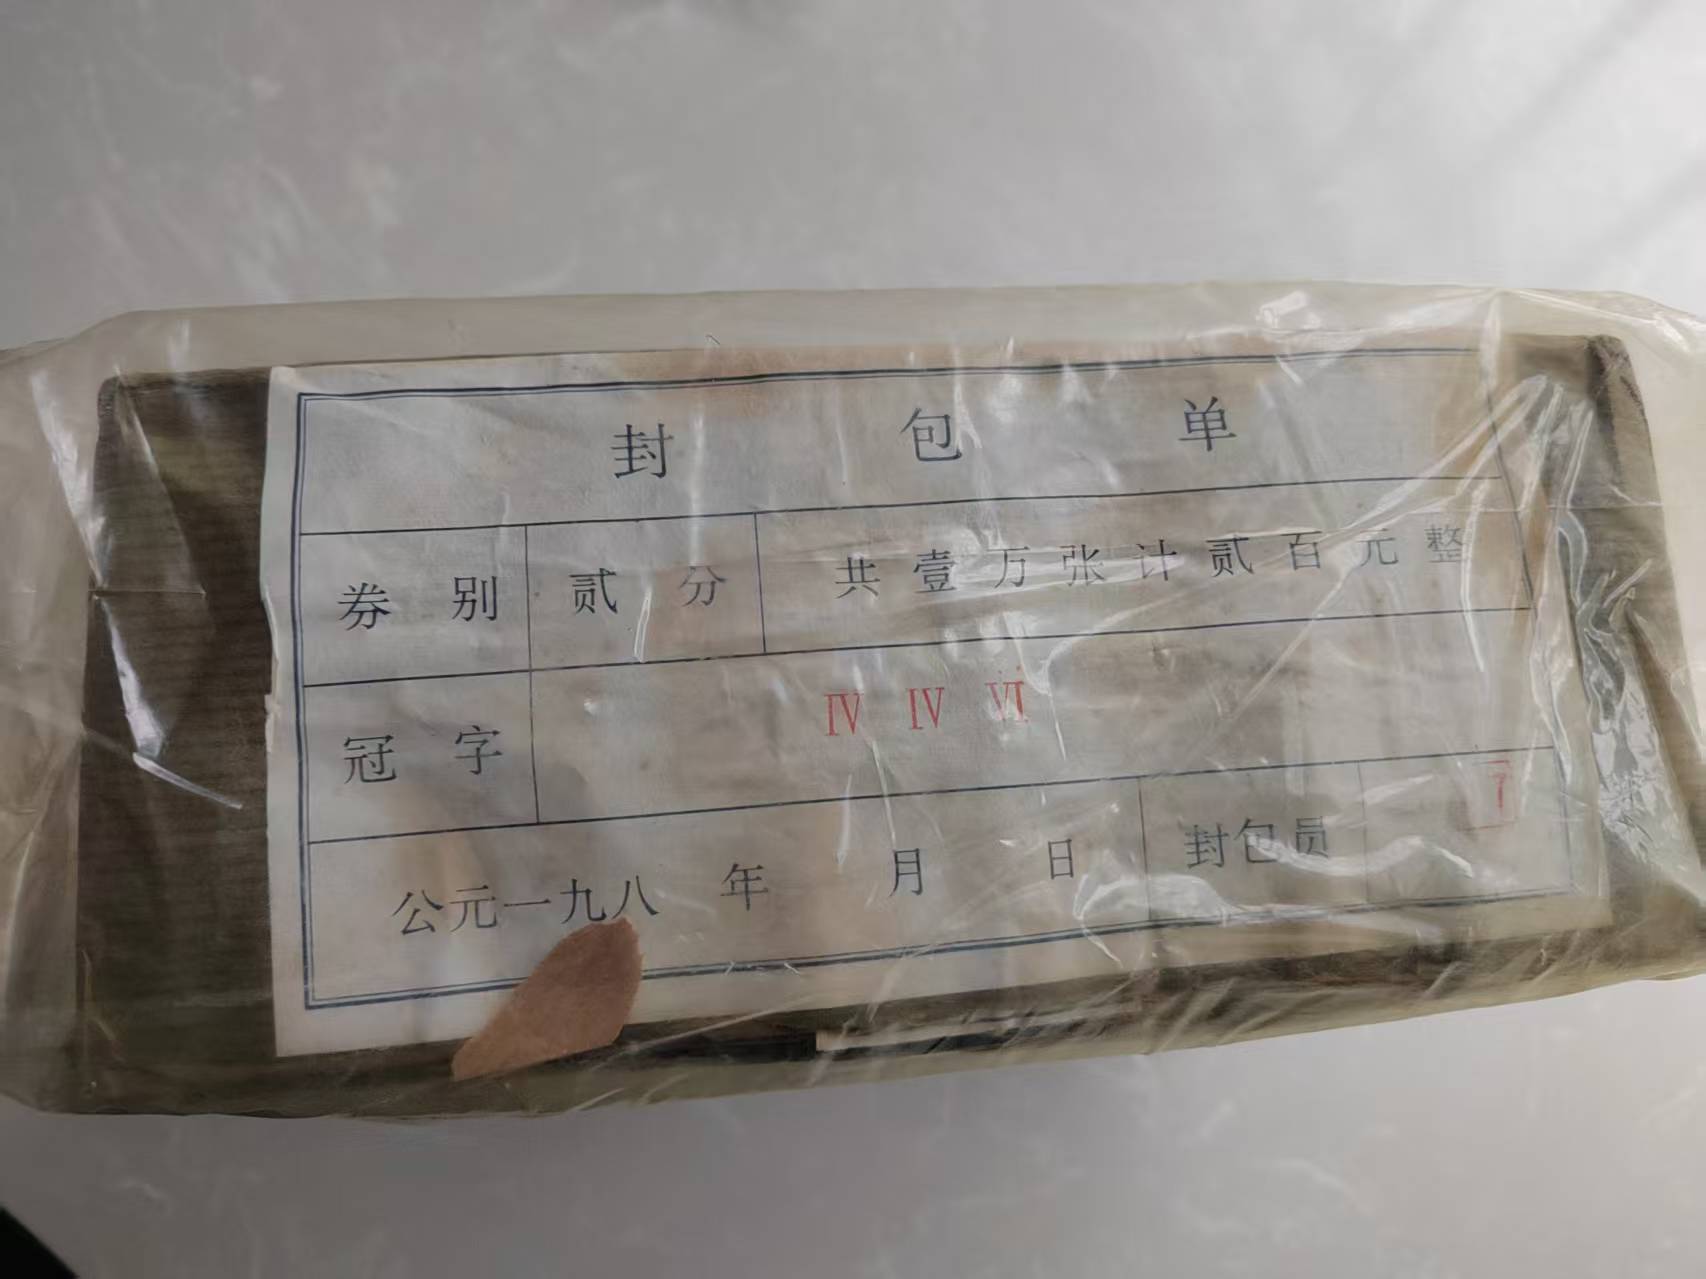 封包单
券别 贰分 共壹万张计贰百元整
冠字 Ⅳ Ⅳ Ⅵ
公元一九八 年 月 日 封包员 7